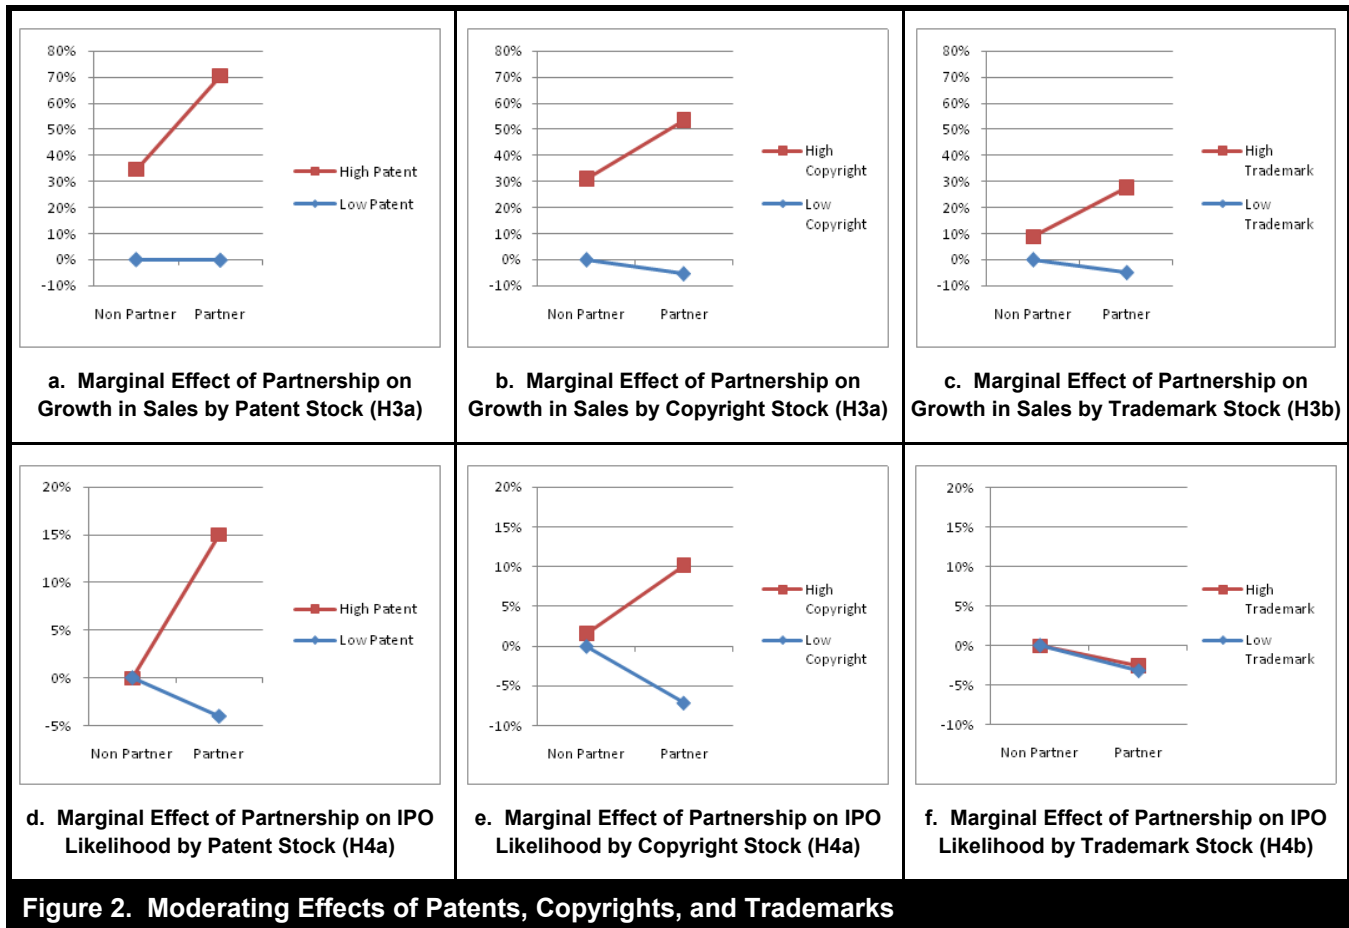 80%
70%
60%
50%
40%
30%
20%
10%
0%
-10%
Non Partner Partner
High Patent
Low Patent
a. Marginal Effect of Partnership on
Growth in Sales by Patent Stock (H3a)
80%
70%
60%
50%
40%
30%
20%
10%
0%
-10%
Non Partner Partner
High
Copyright
Low
Copyright
b. Marginal Effect of Partnership on
Growth in Sales by Copyright Stock (H3a)
80%
70%
60%
50%
40%
30%
20%
10%
0%
-10%
Non Partner Partner
High
Trademark
Low
Trademark
c. Marginal Effect of Partnership on
Growth in Sales by Trademark Stock (H3b)
20%
15%
10%
5%
0%
-5%
Non Partner Partner
High Patent
Low Patent
d. Marginal Effect of Partnership on IPO
Likelihood by Patent Stock (H4a)
20%
15%
10%
5%
0%
-5%
-10%
Non Partner Partner
High
Copyright
Low
Copyright
e. Marginal Effect of Partnership on IPO
Likelihood by Copyright Stock (H4a)
20%
15%
10%
5%
0%
-5%
-10%
Non Partner Partner
High
Trademark
Low
Trademark
f. Marginal Effect of Partnership on IPO
Likelihood by Trademark Stock (H4b)
Figure 2. Moderating Effects of Patents, Copyrights, and Trademarks